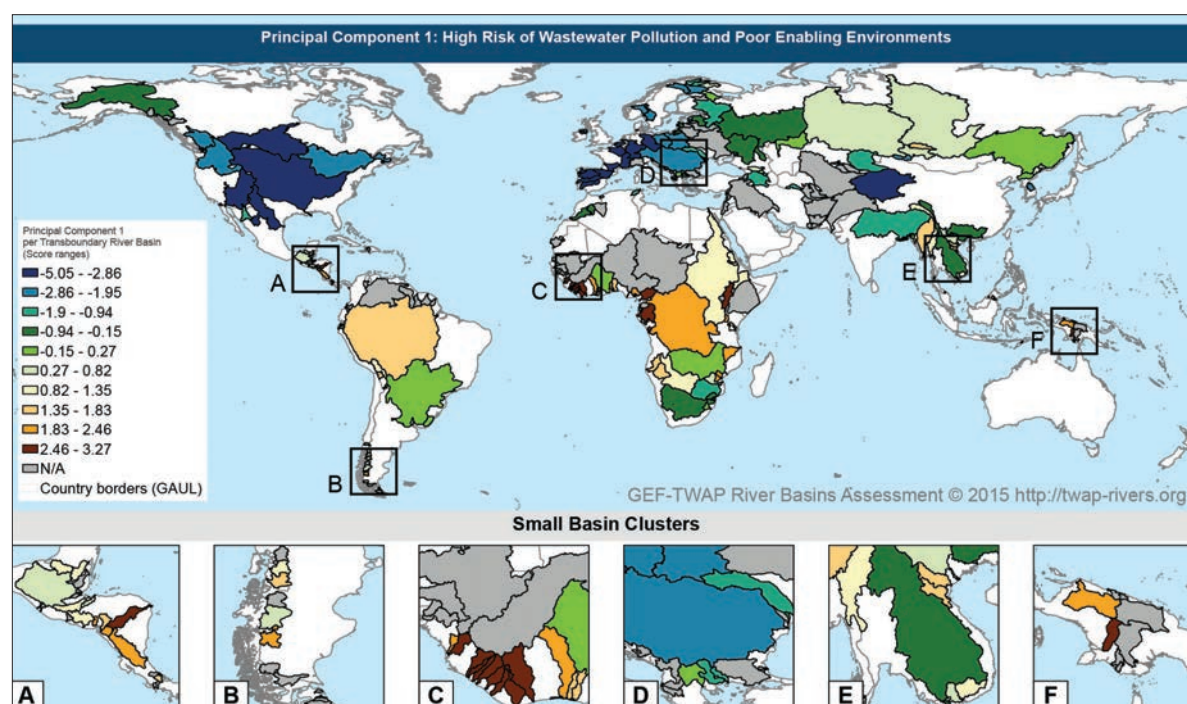 Principal Component 1: High Risk of Wastewater Pollution and Poor Enabling Environments
D
A
C
E
F
B
Principal Component 1
per Transboundary River Basin
(Score ranges)
-5.05 - -2.86
-2.86 - -1.95
-1.9 - -0.94
-0.94 - -0.15
-0.15 - 0.27
0.27 - 0.82
0.82 - 1.35
1.35 - 1.83
1.83 - 2.46
2.46 - 3.27
N/A
Country borders (GAUL)
GEF-TWAP River Basins Assessment © 2015 http://twap-rivers.org
Small Basin Clusters
A
B
C
D
E
F